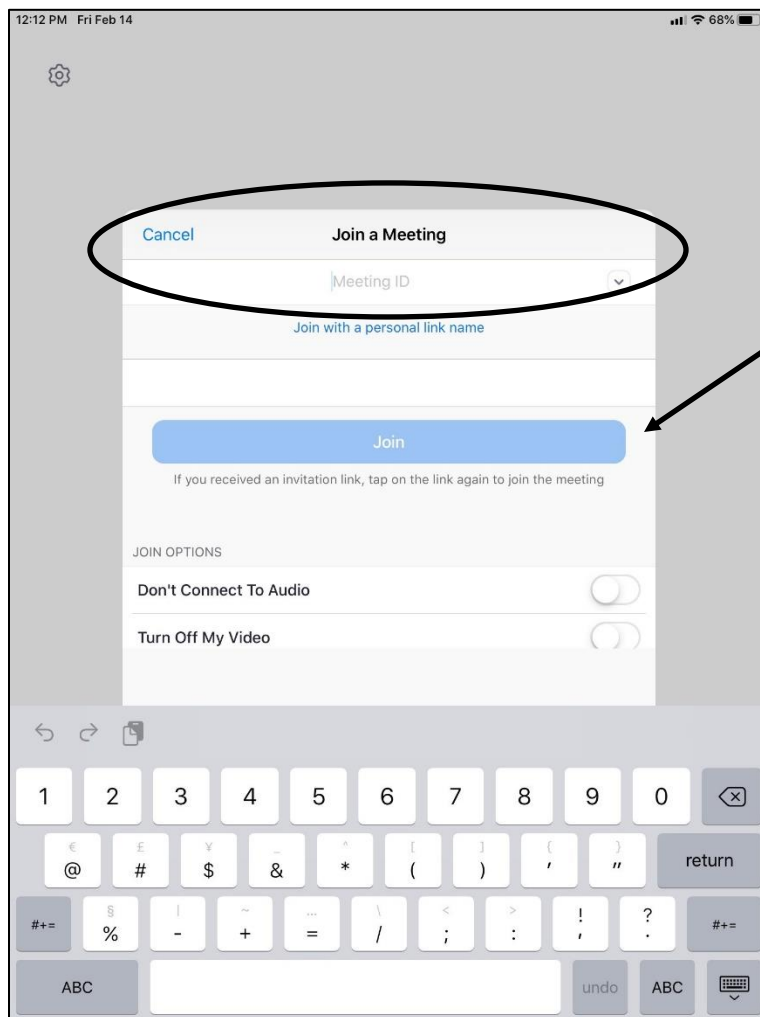 12:12 PM Fri Feb 14 68%
Cancel Join a Meeting
Meeting ID
Join with a personal link name
Join
If you received an invitation link, tap on the link again to join the meeting
JOIN OPTIONS
Don't Connect To Audio
Turn Off My Video
1 2 3 4 5 6 7 8 9 0
€ £ ¥ _ ^ [ ] { }
@ # $ & * ( ) ' "
return
§ | ~ … \ < >
#+= % - + = / ; : ! , ? . #+=
ABC undo ABC